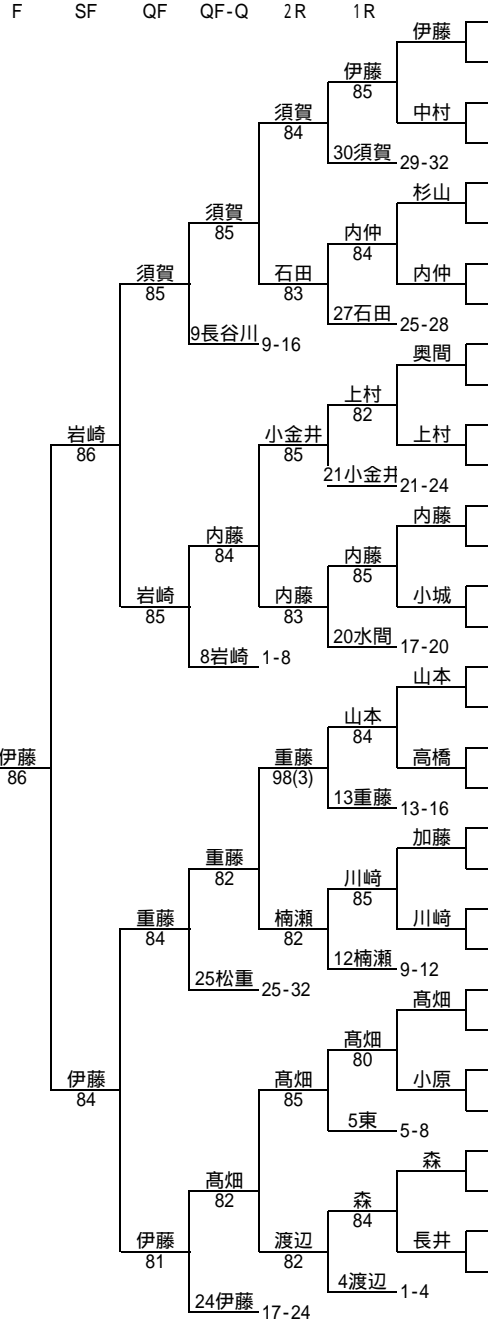 F SF QF QF-Q 2R 1R
伊藤
伊藤
85
須賀
84
中村
30須賀 29-32
杉山
須賀
85
内仲
84
石田
83
内仲
須賀
85
27石田 25-28
9長谷川 9-16
奥間
上村
82
岩崎
86
小金井
85
上村
21小金井 21-24
内藤
内藤
84
内藤
85
岩崎
85
内藤
83
小城
20水間 17-20
8岩崎 1-8
山本
山本
84
伊藤
86
重藤
98(3)
高橋
13重藤 13-16
加藤
重藤
82
川﨑
85
重藤
84
楠瀬
82
川﨑
12楠瀬 9-12
25松重 25-32
髙畑
髙畑
80
伊藤
84
髙畑
85
小原
5東 5-8
森
髙畑
82
森
84
伊藤
81
渡辺
82
長井
4渡辺 1-4
24伊藤 17-24